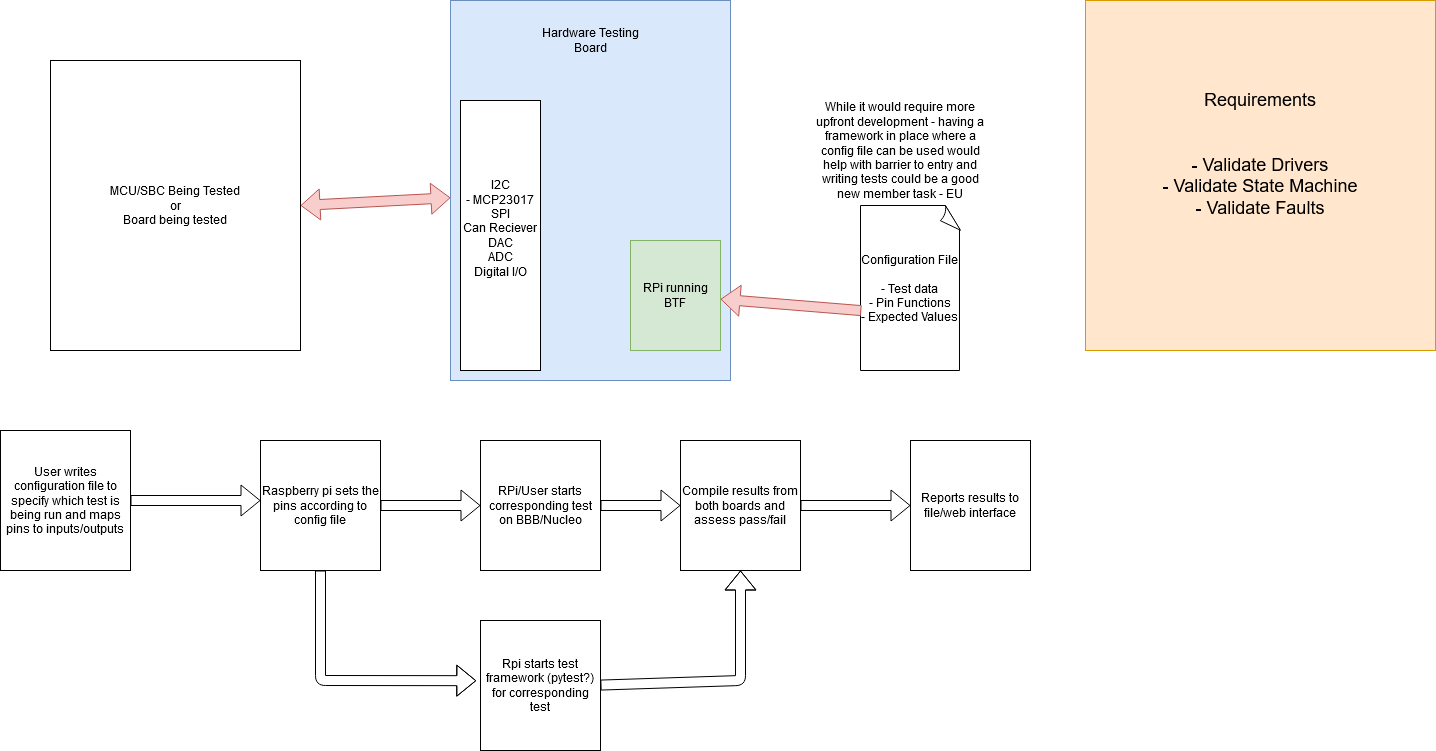 Hardware Testing
Board
MCU/SBC Being Tested
or
Board being tested
I2C
- MCP23017
SPI
Can Reciever
DAC
ADC
Digital I/O
RPi running
BTF
While it would require more
upfront development - having a
framework in place where a
config file can be used would
help with barrier to entry and
writing tests could be a good
new member task - EU
Configuration File
- Test data
- Pin Functions
- Expected Values
Requirements
- Validate Drivers
- Validate State Machine
- Validate Faults
User writes
configuration file to
specify which test is
being run and maps
pins to inputs/outputs
Raspberry pi sets the
pins according to
config file
RPi/User starts
corresponding test
on BBB/Nucleo
Compile results from
both boards and
assess pass/fail
Reports results to
file/web interface
Rpi starts test
framework (pytest?)
for corresponding
test